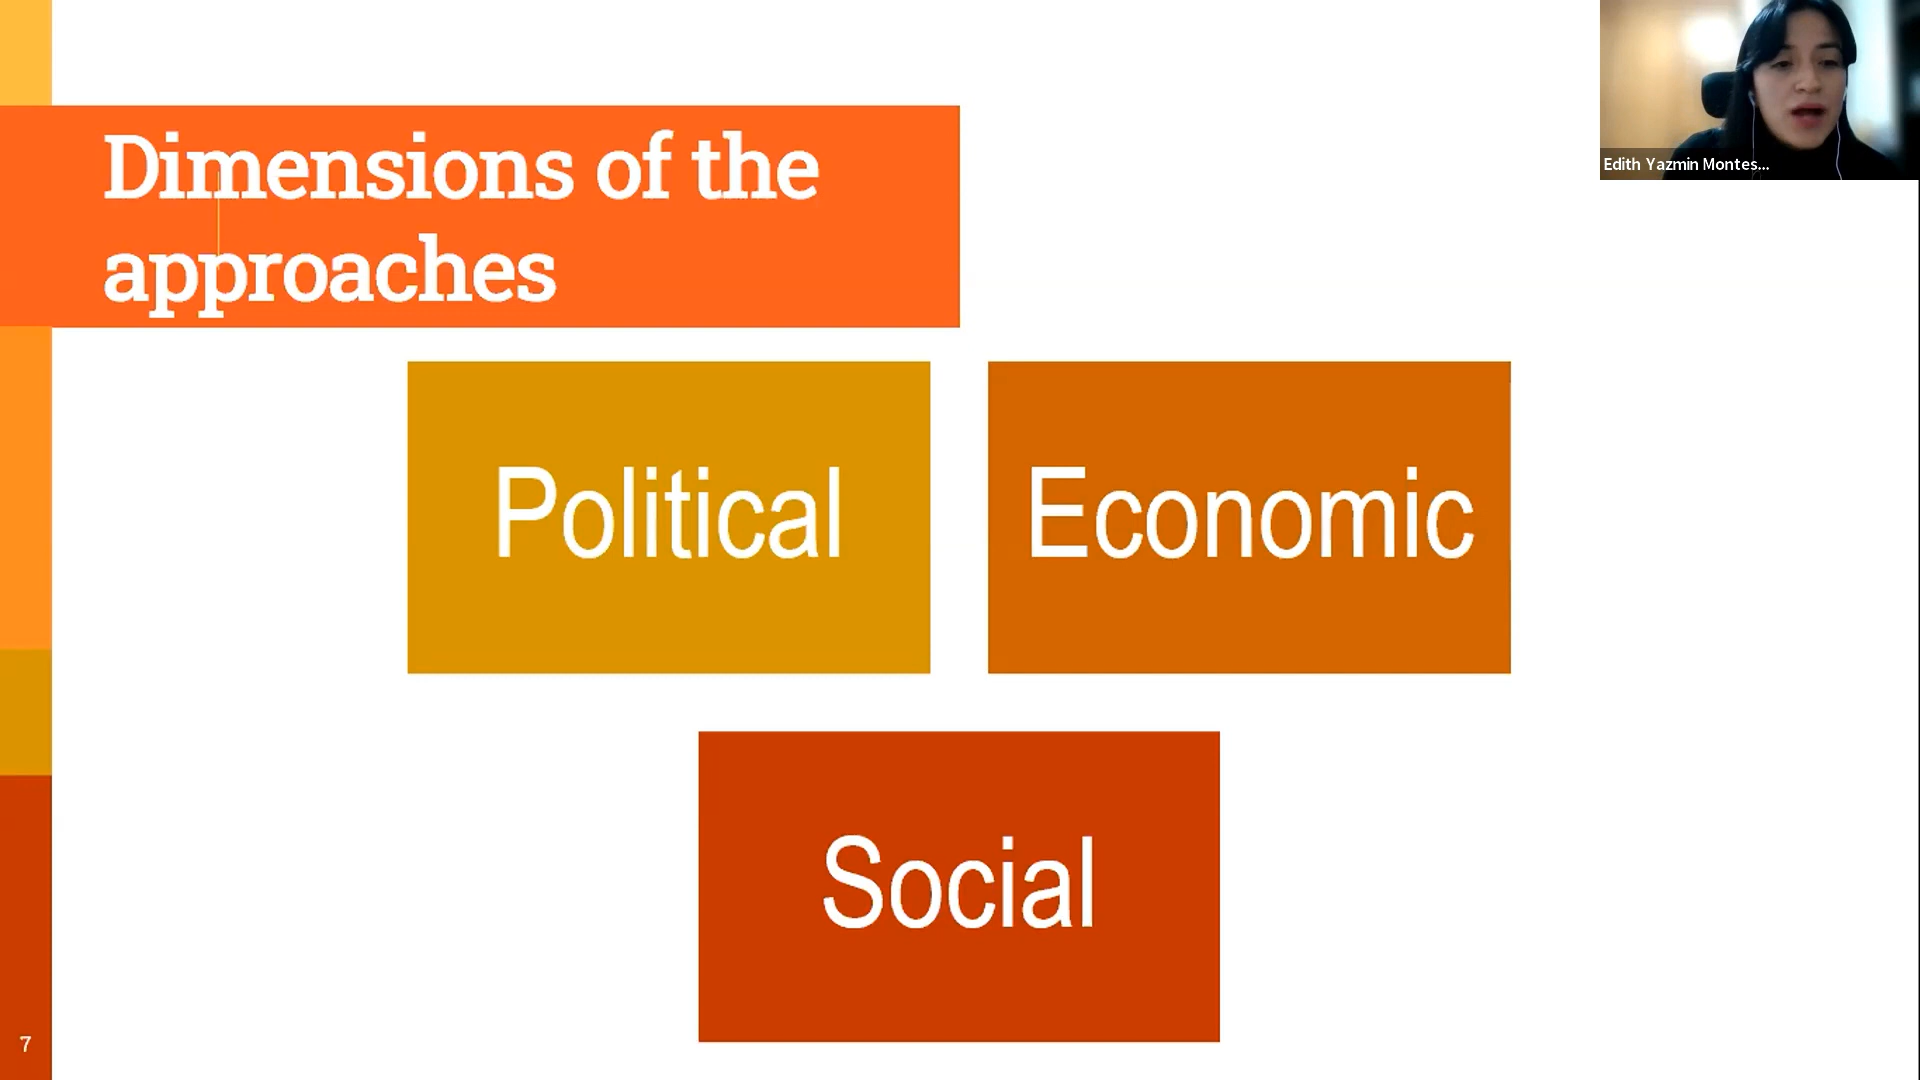 Dimensions of the
approaches
Edith Yazmin Montes...
Political
Economic
Social
7